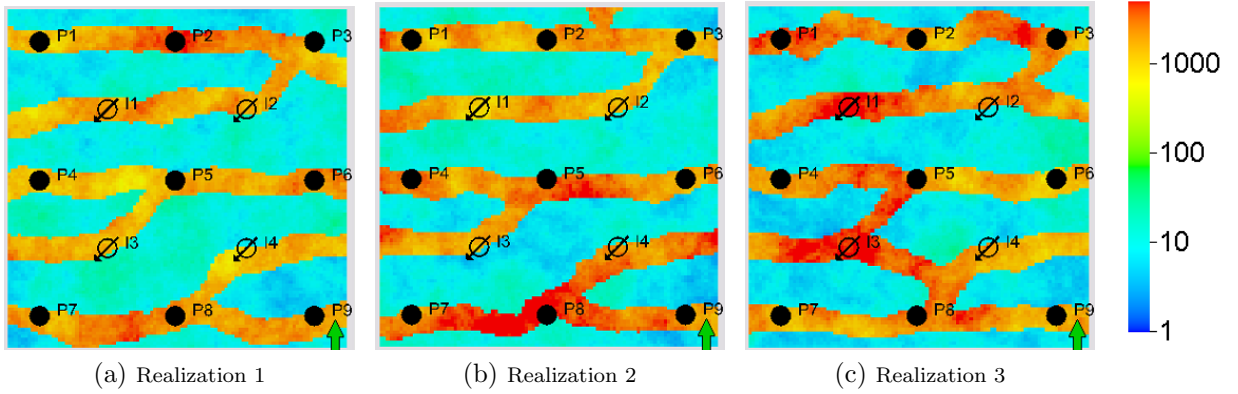 P1 P2 P3
I1 I2
P4 P5 P6
I3 I4
P7 P8 P9
P1 P2 P3
I1 I2
P4 P5 P6
I3 I4
P7 P8 P9
P1 P2 P3
I1 I2
P4 P5 P6
I3 I4
P7 P8 P9
1000
100
10
1
(a) Realization 1
(b) Realization 2
(c) Realization 3